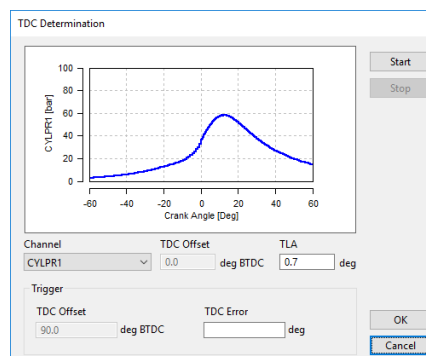 TDC Determination
Start
Stop
100
80
60
40
20
0
CYLPR1 [bar]
-60 -40 -20 0 20 40 60
Crank Angle [Deg]
Channel TDC Offset TLA
CYLPR1 0.0 deg BTDC 0.7 deg
Trigger
TDC Offset TDC Error
90.0 deg BTDC deg
OK
Cancel